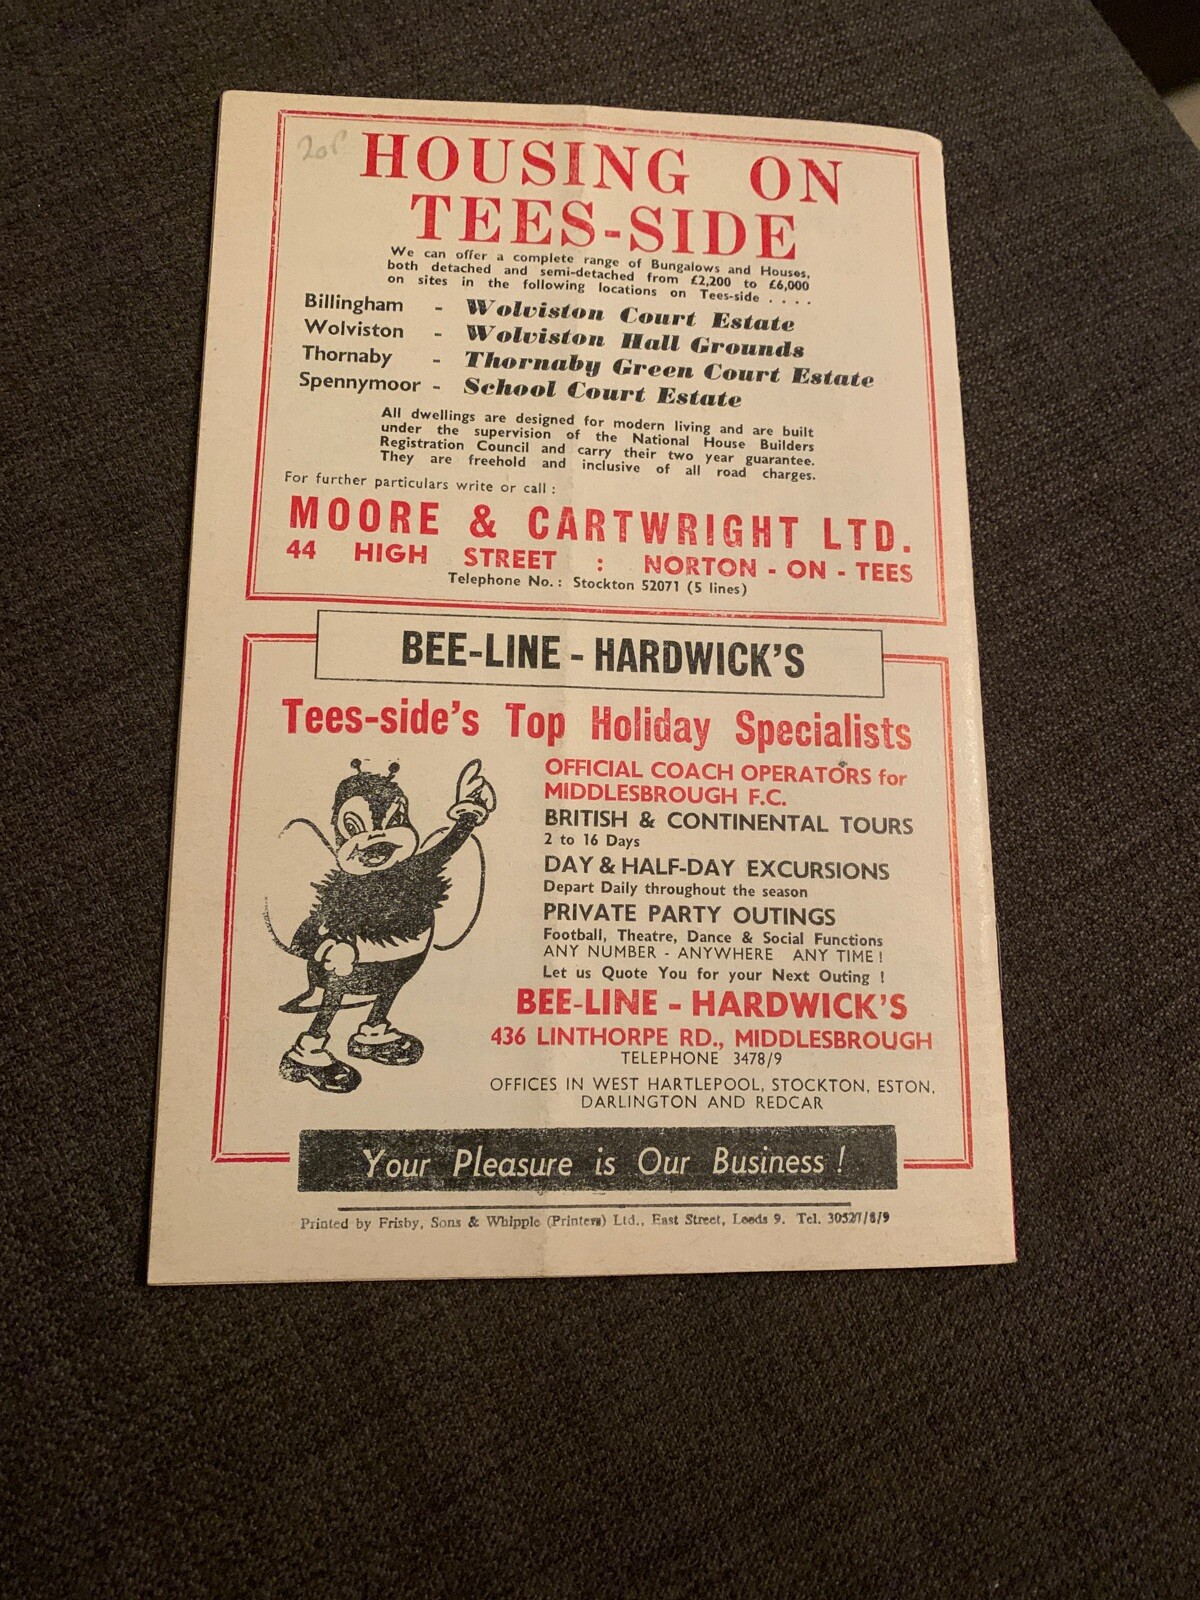 20p
HOUSING ON
TEES-SIDE
We can offer a complete range of Bungalows and Houses,
both detached and semi-detached from £2,200 to £6,000
on sites in the following locations on Tees-side . . . .
Billingham - Wolviston Court Estate
Wolviston - Wolviston Hall Grounds
Thornaby - Thornaby Green Court Estate
Spennymoor - School Court Estate
All dwellings are designed for modern living and are built
under the supervision of the National House Builders
Registration Council and carry their two year guarantee.
They are freehold and inclusive of all road charges.
For further particulars write or call :
MOORE & CARTWRIGHT LTD.
44 HIGH STREET : NORTON - ON - TEES
Telephone No. : Stockton 52071 (5 lines)
BEE-LINE - HARDWICK'S
Tees-side's Top Holiday Specialists
OFFICIAL COACH OPERATORS for
MIDDLESBROUGH F.C.
BRITISH & CONTINENTAL TOURS
2 to 16 Days
DAY & HALF-DAY EXCURSIONS
Depart Daily throughout the season
PRIVATE PARTY OUTINGS
Football, Theatre, Dance & Social Functions
ANY NUMBER - ANYWHERE ANY TIME !
Let us Quote You for your Next Outing !
BEE-LINE - HARDWICK'S
436 LINTHORPE RD., MIDDLESBROUGH
TELEPHONE 3478/9
OFFICES IN WEST HARTLEPOOL, STOCKTON, ESTON,
DARLINGTON AND REDCAR
Your Pleasure is Our Business !
Printed by Frisby, Sons & Whipple (Printers) Ltd., East Street, Leeds 9. Tel. 30527/8/9